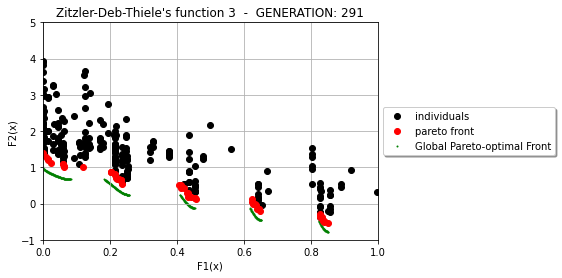 Zitzler-Deb-Thiele's function 3 - GENERATION: 291
5
4
3
2
1
0
−1
F2(x)
0.0 0.2 0.4 0.6 0.8 1.0
F1(x)
individuals
pareto front
Global Pareto-optimal Front